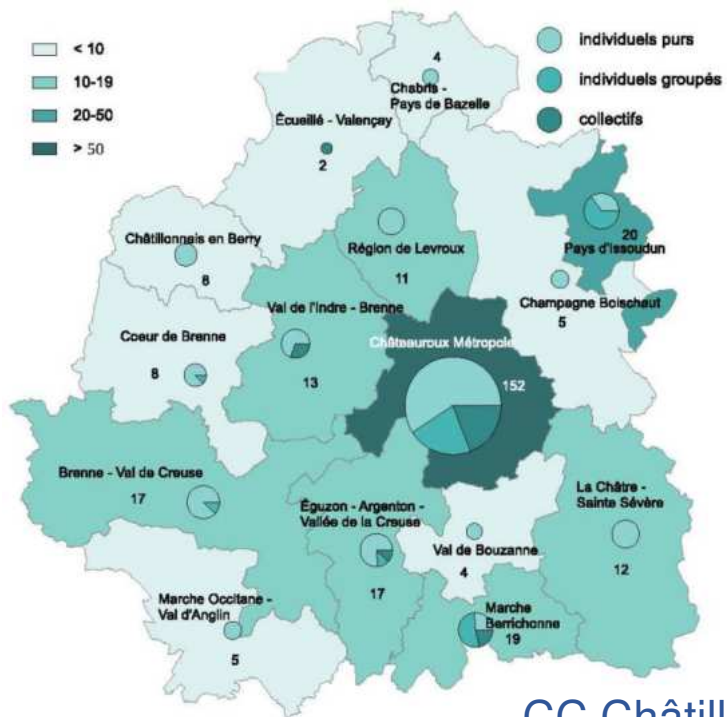 < 10
10-19
20-50
> 50
individuels purs
individuels groupés
collectifs
4
Chabris -
Pays de Bazelle
Écueillé - Valençay
2
Châtillonnais en Berry
8
Région de Levroux
11
20
Pays d'Issoudun
Champagne Boischaut
5
Val de l'Indre - Brenne
13
Coeur de Brenne
8
Châteauroux Métropole
152
Brenne - Val de Creuse
17
Éguzon - Argenton -
Vallée de la Creuse
17
Val de Bouzanne
4
La Châtre -
Sainte Sévère
12
Marche Occitane -
Val d'Anglin
5
Marche
Berrichonne
19
CC Châtill